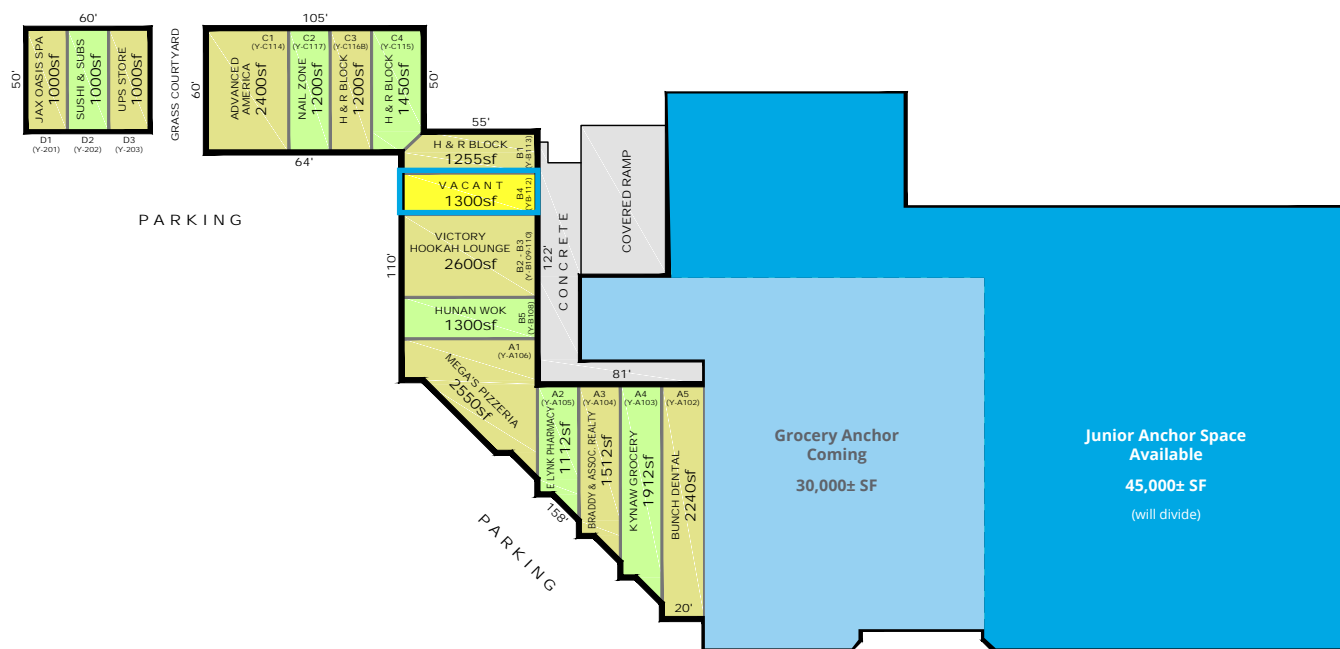 60'
50'
JAX OASIS SPA
1000sf
SUSHI & SUBS
1000sf
UPS STORE
1000sf
D1
(Y-201)
D2
(Y-202)
D3
(Y-203)
GRASS COURTYARD
105'
60'
50'
64'
C1
(Y-C114)
ADVANCED
AMERICA
2400sf
C2
(Y-C117)
NAIL ZONE
1200sf
C3
(Y-C116B)
H & R BLOCK
1200sf
C4
(Y-C115)
H & R BLOCK
1450sf
55'
H & R BLOCK
1255sf
B1
(Y-B113)
VACANT
1300sf
B4
(YB-112)
PARKING
VICTORY
HOOKAH LOUNGE
2600sf
B2 - B3
(Y-B109-110)
110'
122'
CONCRETE
COVERED RAMP
HUNAN WOK
1300sf
B5
(Y-B108)
A1
(Y-A106)
MEGA'S PIZZERIA
2550sf
81'
A2
(Y-A105)
E LYNK PHARMACY
1112sf
A3
(Y-A104)
BRADDY & ASSOC. REALTY
1512sf
A4
(Y-A103)
KYNAW GROCERY
1912sf
A5
(Y-A102)
BUNCH DENTAL
2240sf
158'
PARKING
20'
Grocery Anchor
Coming
30,000± SF
Junior Anchor Space
Available
45,000± SF
(will divide)